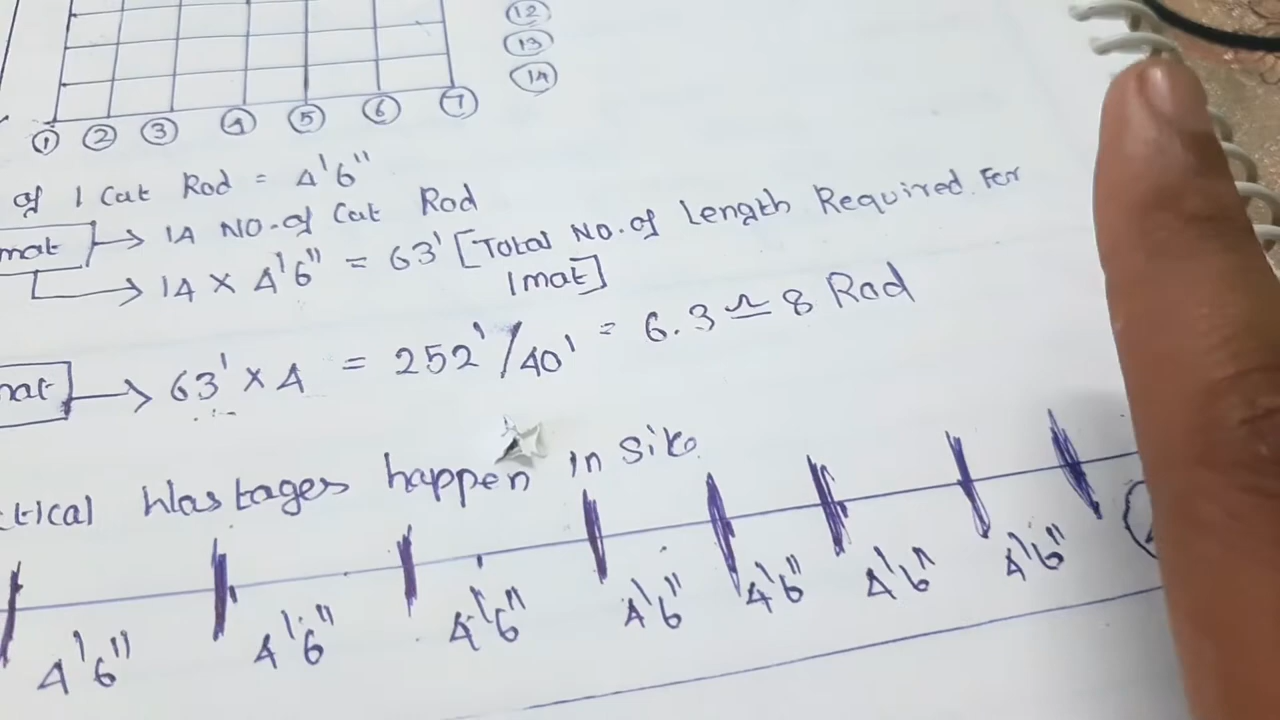 12
13
14
1 2 3 4 5 6 7
of 1 Cut Rod = 4'6"
mat → 14 NO. of Cut Rod
→ 14 x 4'6" = 63' [Total No. of Length Required For
1mat]
→ 63' x 4 = 252'/40' = 6.3 ≃ 8 Rod
tical Wastages happen in site
4'6" 4'6" 4'6" 4'6" 4'6" 4'6" 4'6"